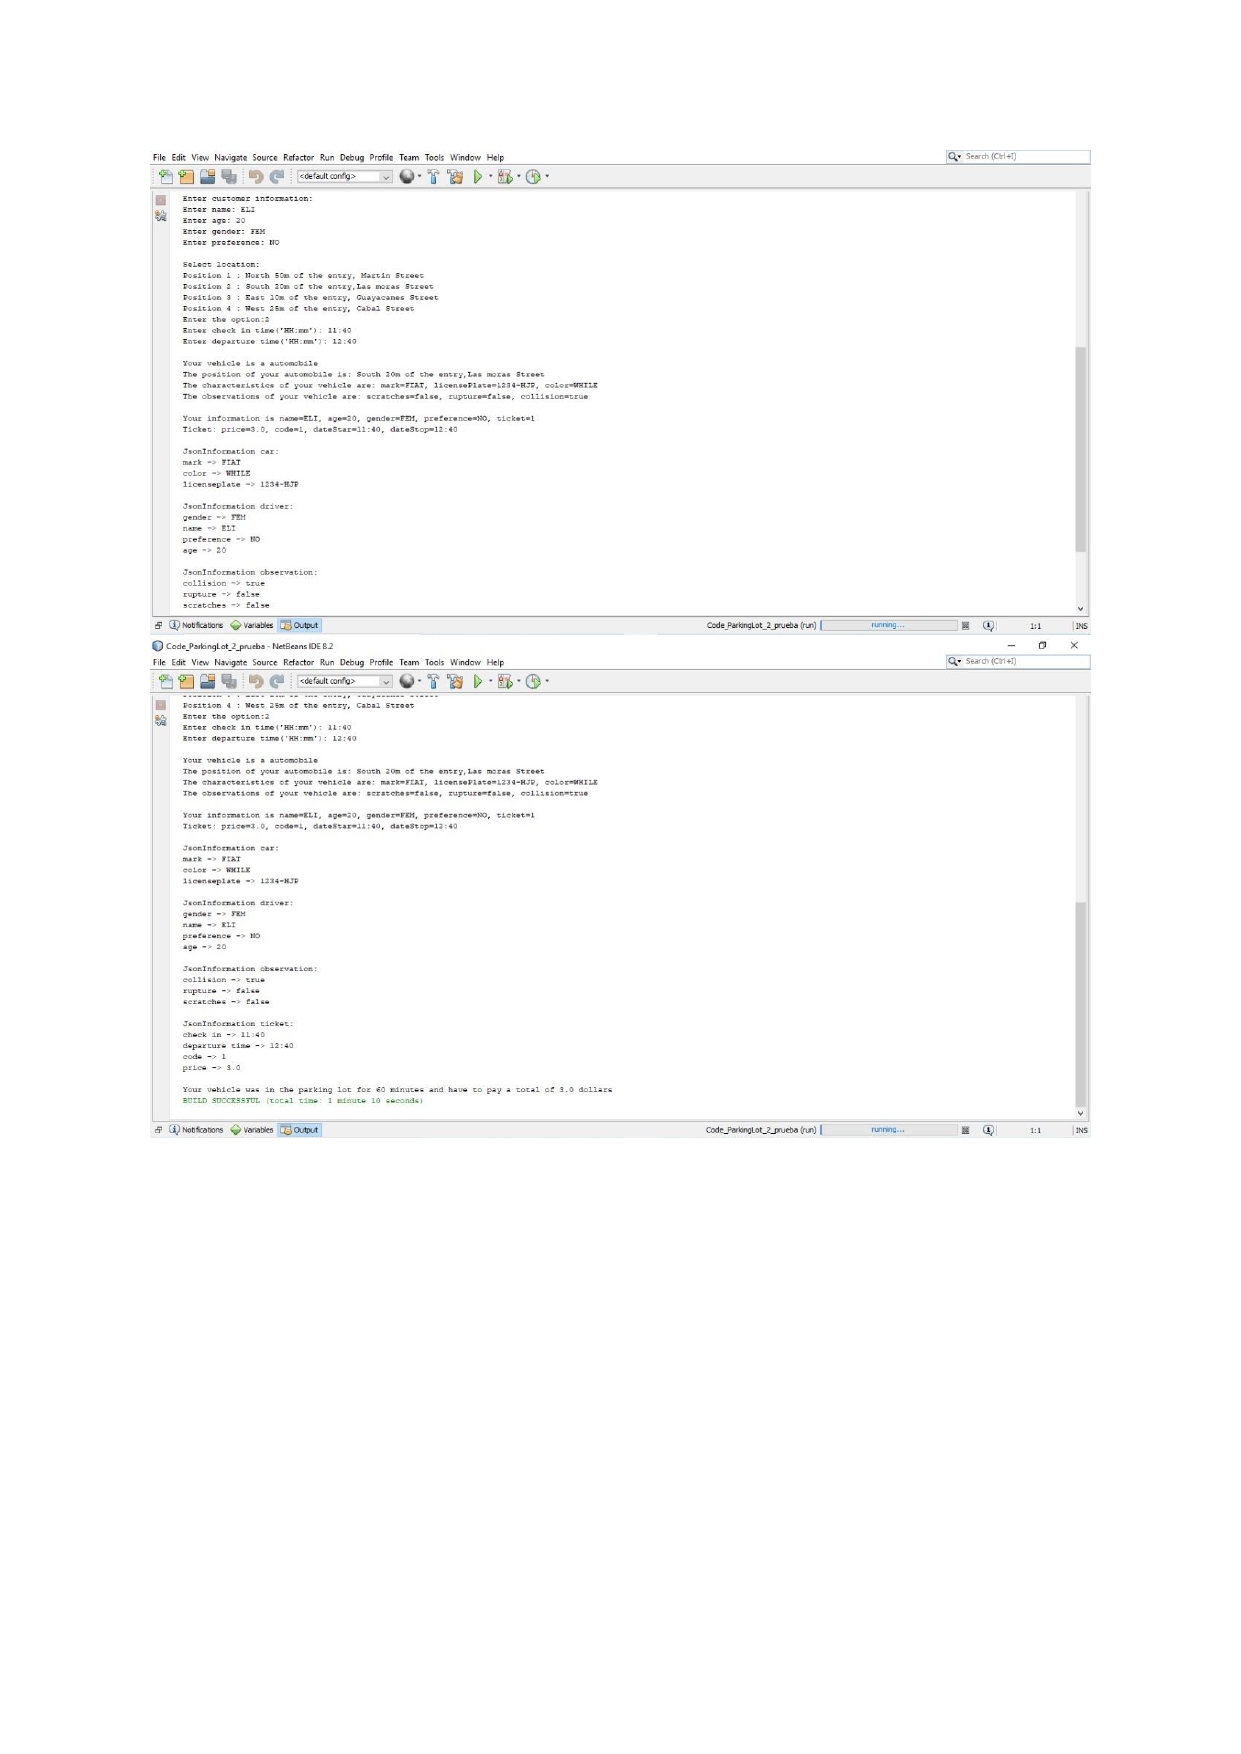 File Edit View Navigate Source Refactor Run Debug Profile Team Tools Window Help
Search (Ctrl+I)
<default config>
Enter customer information:
Enter name: ELI
Enter age: 20
Enter gender: FEM
Enter preference: NO
Select location:
Position 1 : North 50m of the entry, Martin Street
Position 2 : South 20m of the entry,Las moras Street
Position 3 : East 10m of the entry, Guayacanes Street
Position 4 : West 25m of the entry, Cabal Street
Enter the option:2
Enter check in time('HH:mm'): 11:40
Enter departure time('HH:mm'): 12:40
Your vehicle is a automobile
The position of your automobile is: South 20m of the entry,Las moras Street
The characteristics of your vehicle are: mark=FIAT, licensePlate=1234-HJP, color=WHILE
The observations of your vehicle are: scratches=false, rupture=false, collision=true
Your information is name=ELI, age=20, gender=FEM, preference=NO, ticket=1
Ticket: price=3.0, code=1, dateStar=11:40, dateStop=12:40
JsonInformation car:
mark -> FIAT
color -> WHILE
licenseplate -> 1234-HJP
JsonInformation driver:
gender -> FEM
name -> ELI
preference -> NO
age -> 20
JsonInformation observation:
collision -> true
rupture -> false
scratches -> false
Notifications Variables Output
Code_ParkingLot_2_prueba (run) running... 1:1 INS
Code_ParkingLot_2_prueba - NetBeans IDE 8.2
File Edit View Navigate Source Refactor Run Debug Profile Team Tools Window Help
Search (Ctrl+I)
<default config>
Position 4 : West 25m of the entry, Cabal Street
Enter the option:2
Enter check in time('HH:mm'): 11:40
Enter departure time('HH:mm'): 12:40
Your vehicle is a automobile
The position of your automobile is: South 20m of the entry,Las moras Street
The characteristics of your vehicle are: mark=FIAT, licensePlate=1234-HJP, color=WHILE
The observations of your vehicle are: scratches=false, rupture=false, collision=true
Your information is name=ELI, age=20, gender=FEM, preference=NO, ticket=1
Ticket: price=3.0, code=1, dateStar=11:40, dateStop=12:40
JsonInformation car:
mark -> FIAT
color -> WHILE
licenseplate -> 1234-HJP
JsonInformation driver:
gender -> FEM
name -> ELI
preference -> NO
age -> 20
JsonInformation observation:
collision -> true
rupture -> false
scratches -> false
JsonInformation ticket:
check in -> 11:40
departure time -> 12:40
code -> 1
price -> 3.0
Your vehicle was in the parking lot for 60 minutes and have to pay a total of 3.0 dollars
BUILD SUCCESSFUL (total time: 1 minute 10 seconds)
Notifications Variables Output
Code_ParkingLot_2_prueba (run) running... 1:1 INS